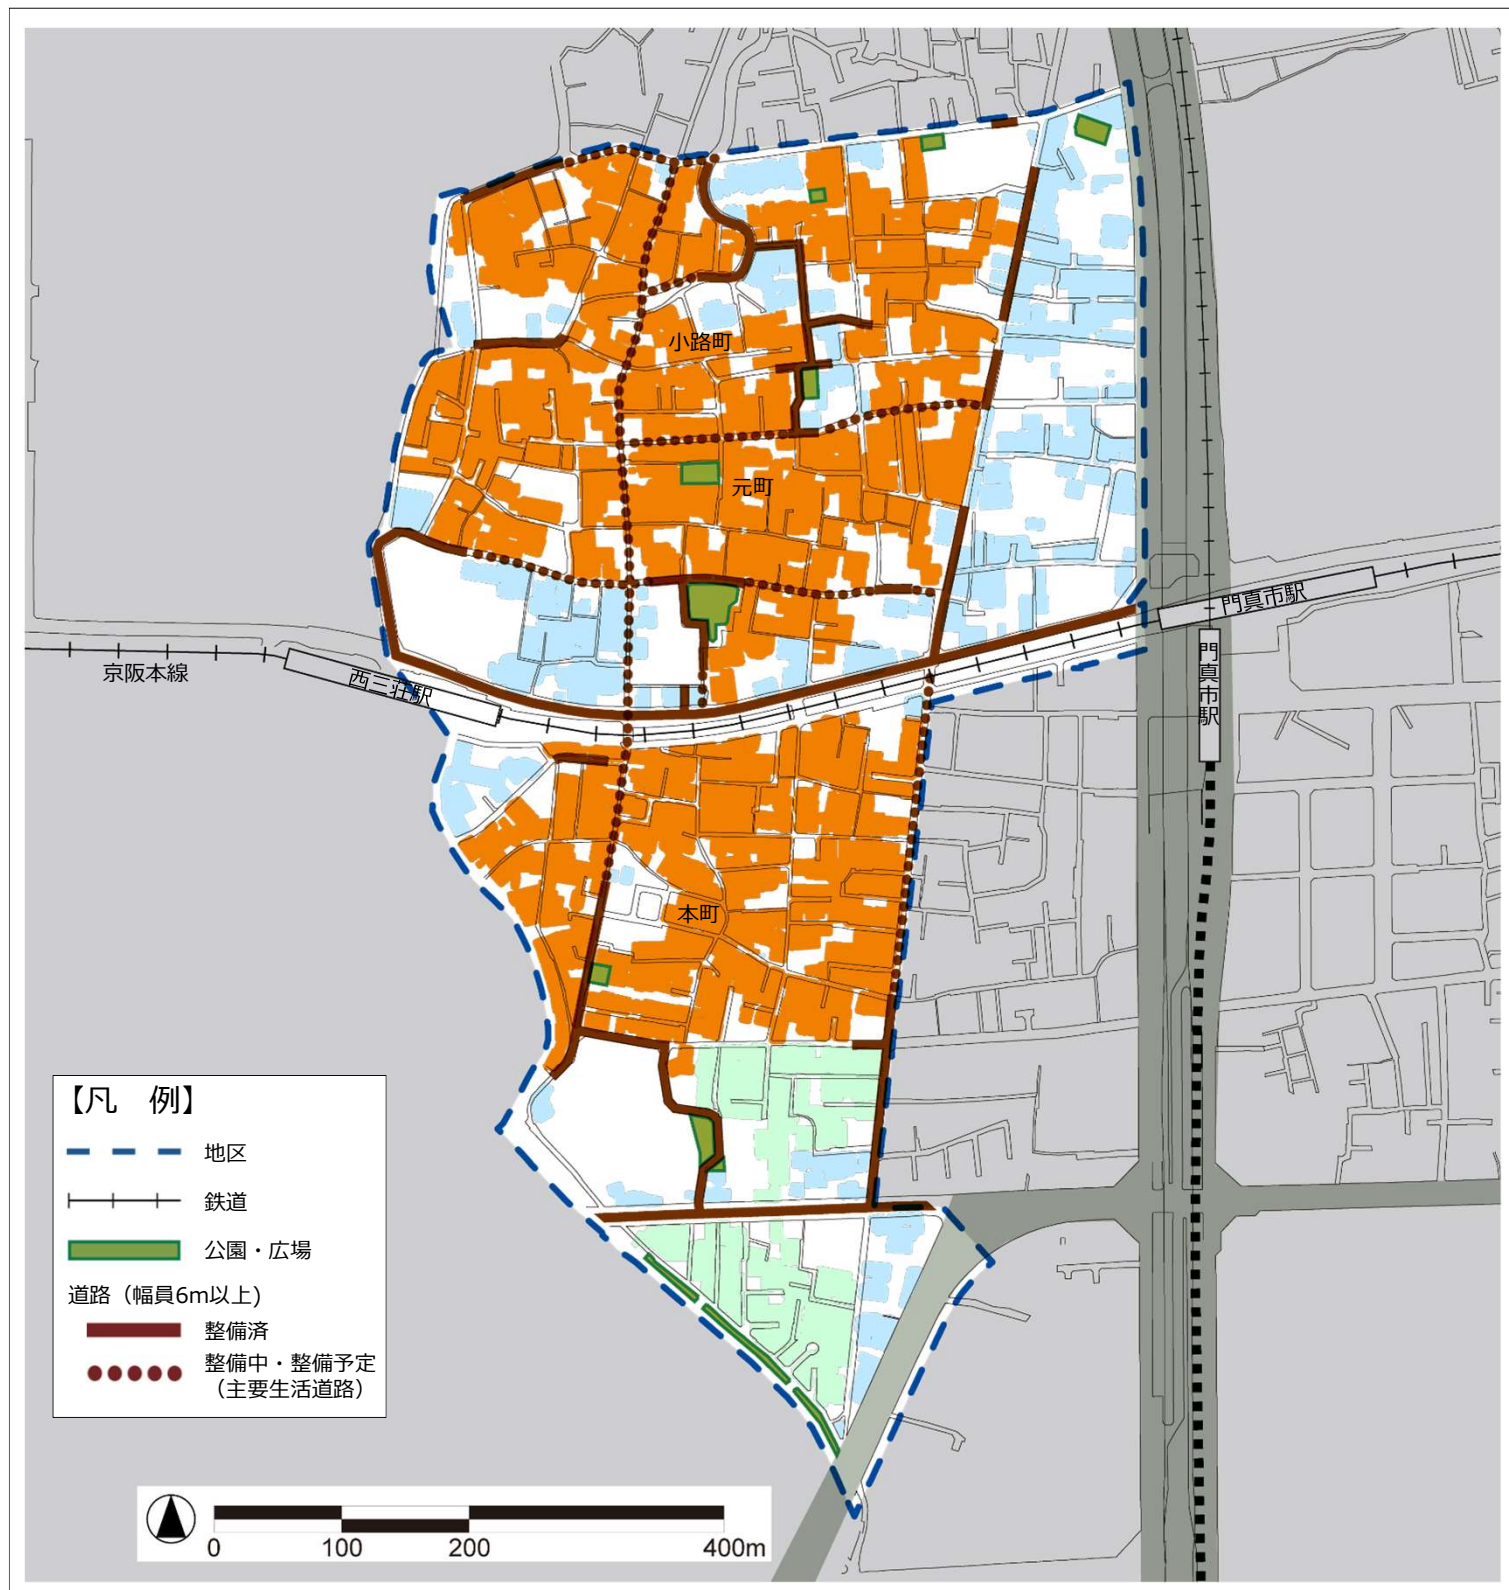 小路町
元町
門真市駅
門真市駅
京阪本線
西三荘駅
本町
【凡　例】
地区
鉄道
公園・広場
道路（幅員6m以上)
整備済
整備中・整備予定
（主要生活道路）
0 100 200 400m